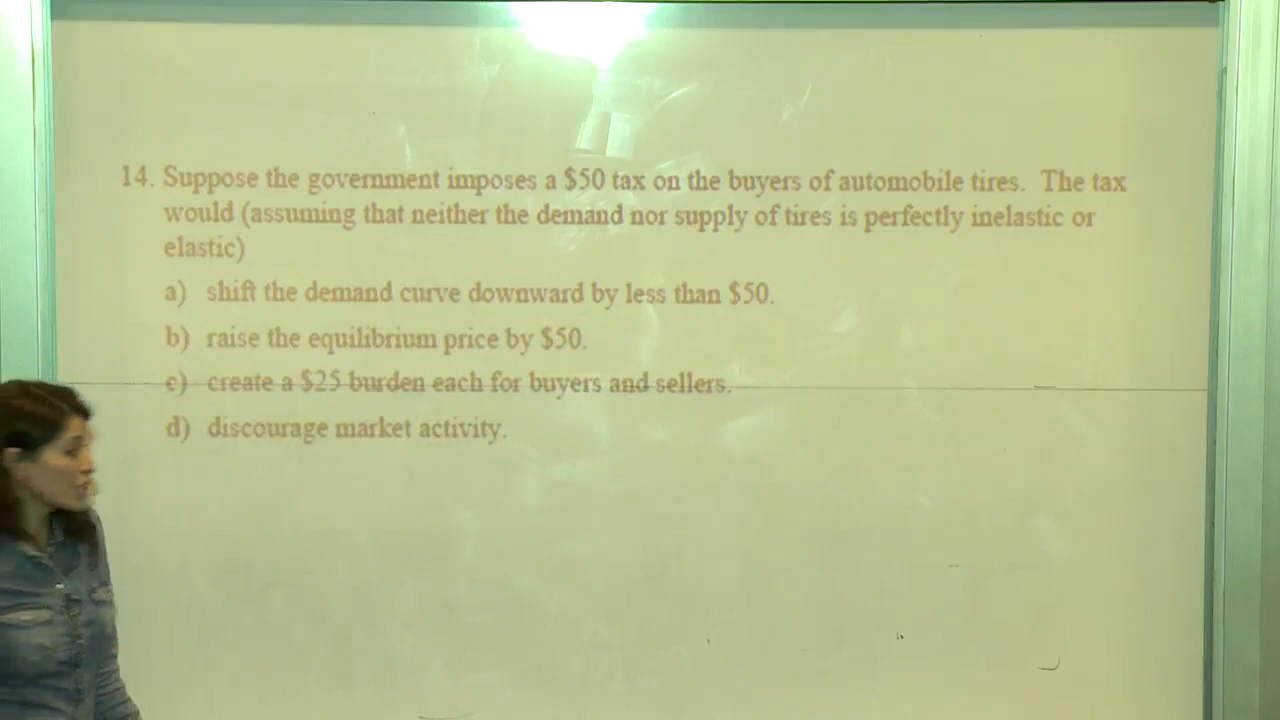 14. Suppose the government imposes a $50 tax on the buyers of automobile tires. The tax
would (assuming that neither the demand nor supply of tires is perfectly inelastic or
elastic)
a) shift the demand curve downward by less than $50.
b) raise the equilibrium price by $50.
c) create a $25 burden each for buyers and sellers.
d) discourage market activity.